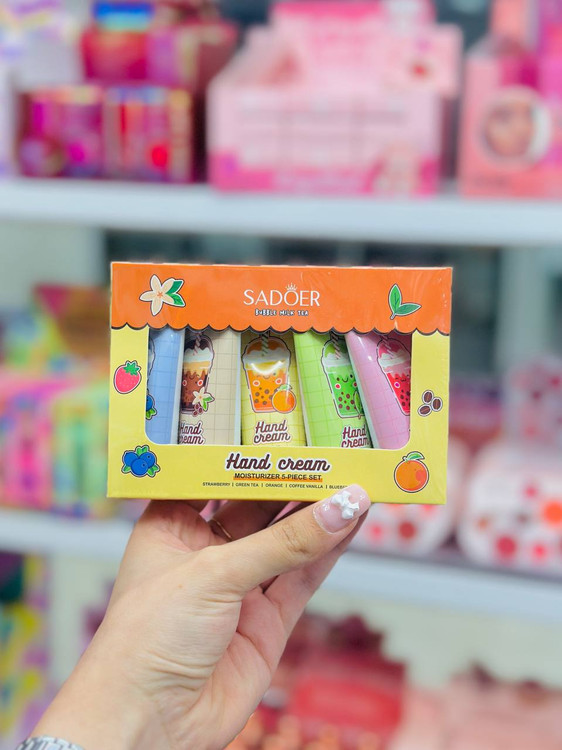 SADOER
BUBBLE MILK TEA
Hand
cream
Hand
cream
Hand
cream
Hand cream
MOISTURIZER 5-PIECE SET
STRAWBERRY | GREEN TEA | ORANGE | COFFEE VANILLA |